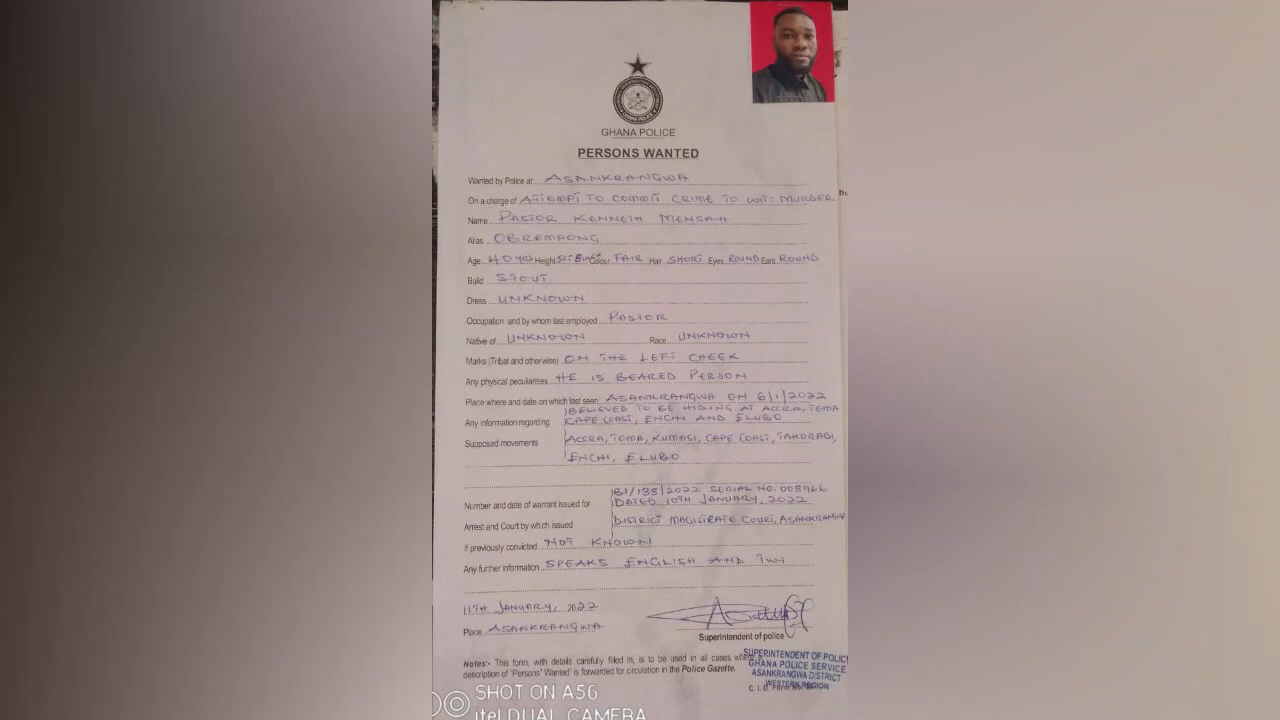 GHANA POLICE
PERSONS WANTED
Wanted by Police at ASANKRANGWA
On a charge of ATTEMPT TO COMMIT CRIME TO WIT: MURDER
Name PASTOR KENNETH MENSAH
Alias OBREMPONG
Age 40 YRS Height 5FT Colour FAIR Hair SHORT Eyes ROUND Ears ROUND
Build STOUT
Dress UNKNOWN
Occupation and by whom last employed PASTOR
Native of UNKNOWN Race UNKNOWN
Marks (Tribal and otherwise) ON THE LEFT CHEEK
Any physical peculiarities HE IS BEARED PERSON
Place where and date on which last seen ASANKRANGWA ON 6/1/2022
BELIEVED TO BE HIDING AT ACCRA, TEMA
Any information regarding CAPE COAST, ENCHI AND ELUBO
Supposed movements ACCRA, TEMA, KUMASI, CAPE COAST, TAKORADI,
ENCHI, ELUBO
B1/138/2022 SERIAL NO. 008966
Number and date of warrant issued for DATED 10TH JANUARY, 2022
Arrest and Court by which issued DISTRICT MAGISTRATE COURT, ASANKRANGWA
If previously convicted NOT KNOWN
Any further information SPEAKS ENGLISH AND TWI
11TH JANUARY, 2022
Place ASANKRANGWA
Superintendent of police
Notes:- This form, with details carefully filled in, is to be used in all cases
description of "Persons" Wanted" is forwarded for circulation in the Police Gazette.
SUPERINTENDENT OF POLICE
GHANA POLICE SERVICE
ASANKRANGWA DISTRICT
WESTERN REGION
C. I. D. Form No.
SHOT ON A56
itel DUAL CAMERA